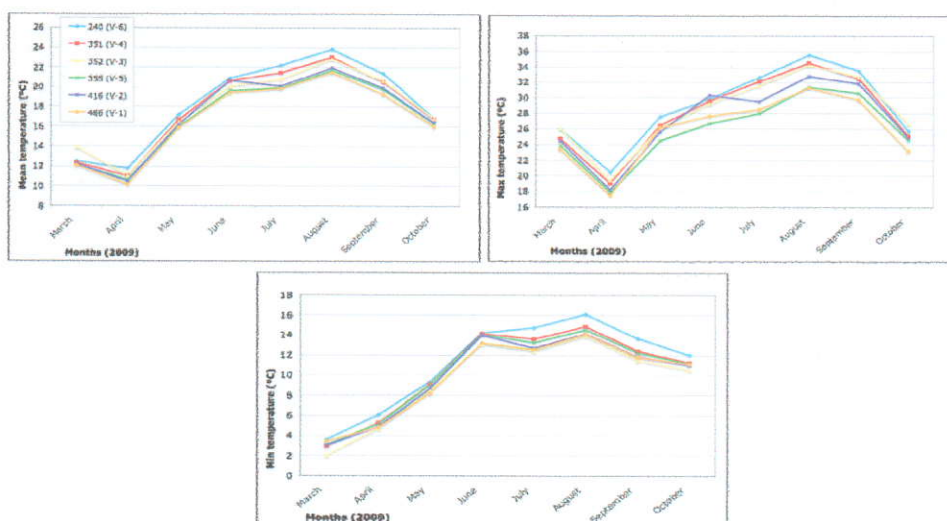 Mean temperature (°C)
26
24
22
20
18
16
14
12
10
8
240 (V-6)
351 (V-4)
352 (V-3)
395 (V-5)
416 (V-2)
466 (V-1)
March
April
May
June
July
August
September
October
Months (2009)
Max temperature (°C)
38
36
34
32
30
28
26
24
22
20
18
16
March
April
May
June
July
August
September
October
Months (2009)
Min temperature (°C)
18
16
14
12
10
8
6
4
2
0
March
April
May
June
July
August
September
October
Months (2009)